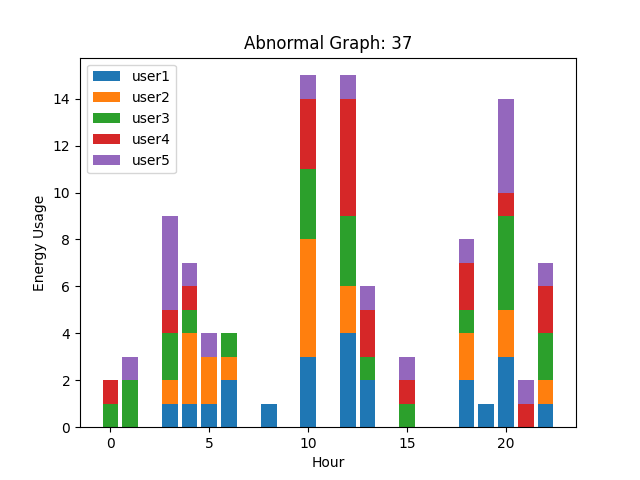 Abnormal Graph: 37
user1
user2
user3
user4
user5
Energy Usage
14
12
10
8
6
4
2
0
0 5 10 15 20
Hour